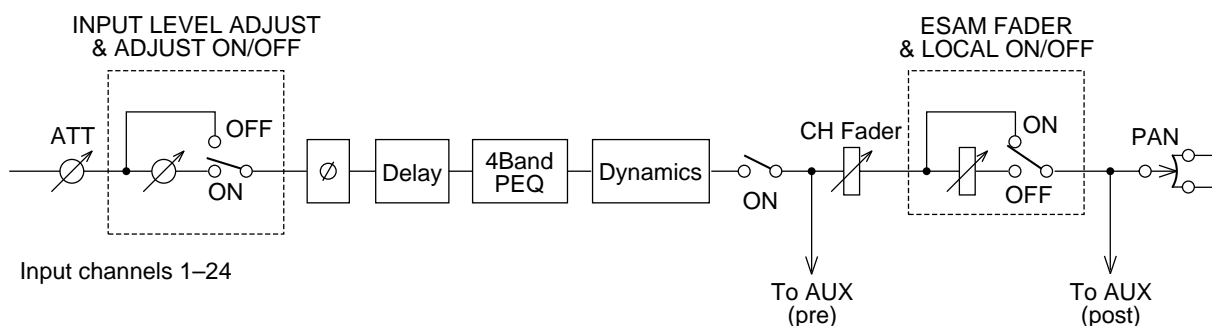 INPUT LEVEL ADJUST
& ADJUST ON/OFF
ESAM FADER
& LOCAL ON/OFF
ATT
OFF
ON
Ø
Delay
4Band
PEQ
Dynamics
ON
CH Fader
ON
OFF
PAN
Input channels 1–24
To AUX
(pre)
To AUX
(post)